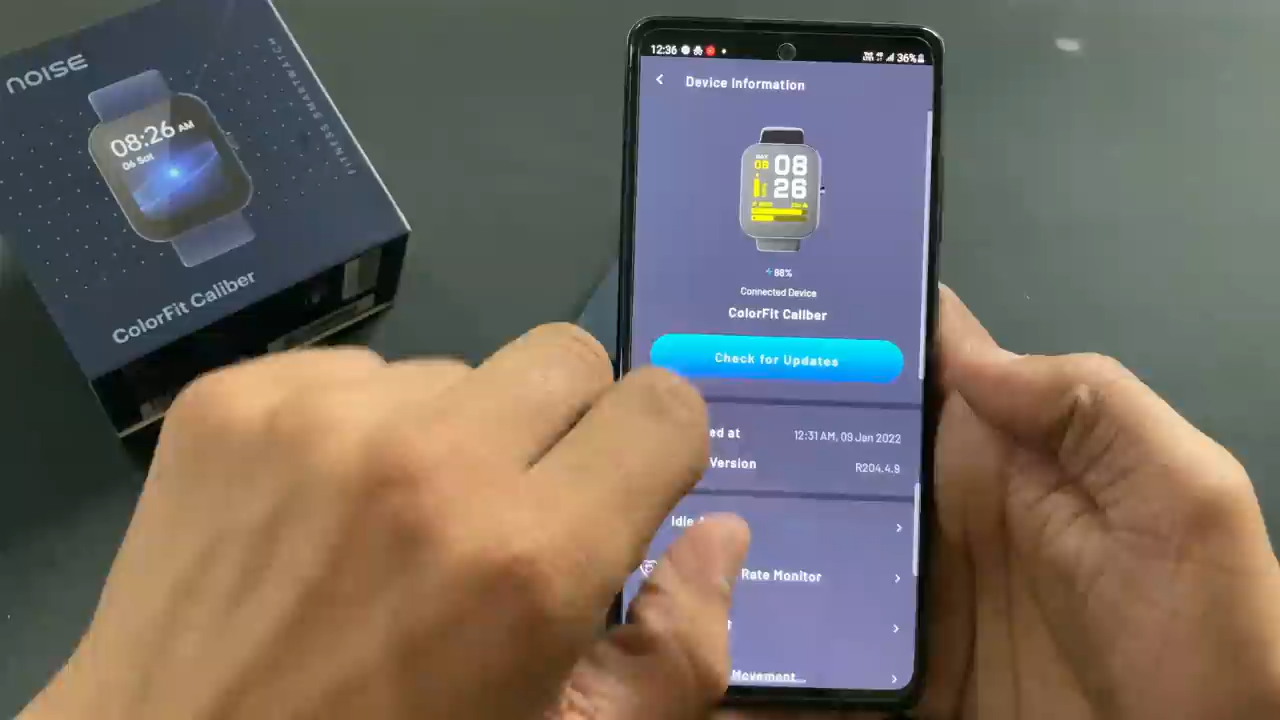 noise
FITNESS SMARTWATCH
08:26 AM
06 Sat
ColorFit Caliber
12:36
36%
Device Information
MAY
08
08
26
88%
Connected Device
ColorFit Caliber
Check for Updates
ed at 12:31 AM, 09 Jan 2022
Version R204.4.9
Idle
Rate Monitor
Movement...